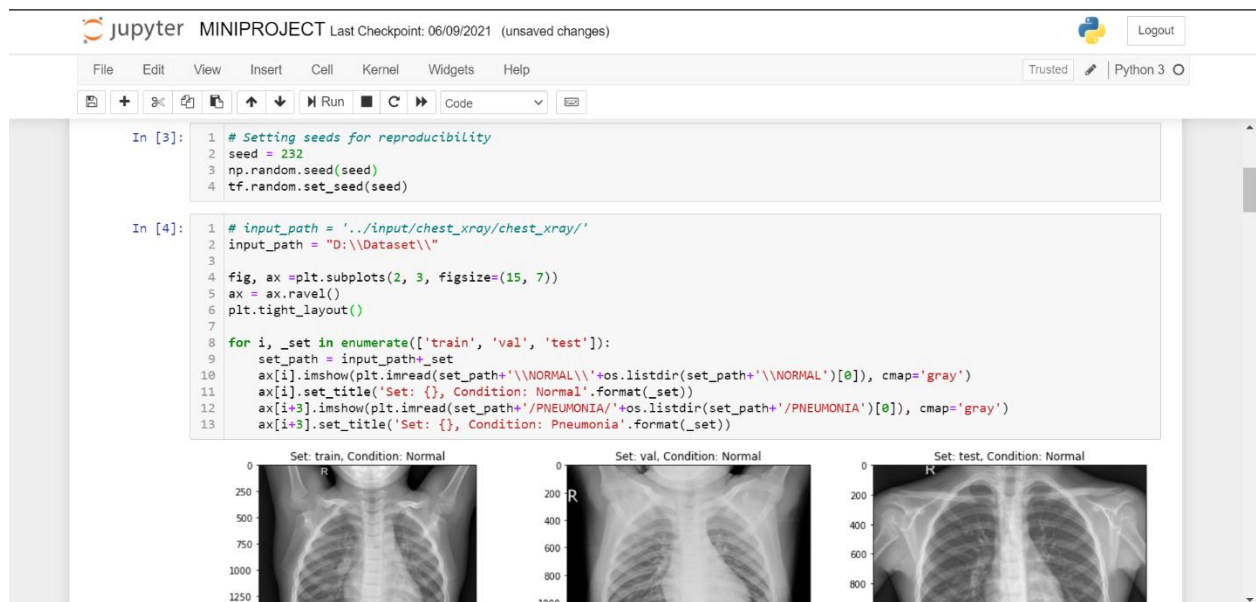 jupyter MINIPROJECT Last Checkpoint: 06/09/2021 (unsaved changes) Logout
File Edit View Insert Cell Kernel Widgets Help Trusted Python 3
Run Code
In [3]: 1 # Setting seeds for reproducibility
2 seed = 232
3 np.random.seed(seed)
4 tf.random.set_seed(seed)
In [4]: 1 # input_path = '../input/chest_xray/chest_xray/'
2 input_path = "D:\\Dataset\\"
3
4 fig, ax =plt.subplots(2, 3, figsize=(15, 7))
5 ax = ax.ravel()
6 plt.tight_layout()
7
8 for i, _set in enumerate(['train', 'val', 'test']):
9     set_path = input_path+_set
10     ax[i].imshow(plt.imread(set_path+'\\NORMAL\\'+os.listdir(set_path+'\\NORMAL')[0]), cmap='gray')
11     ax[i].set_title('Set: {}, Condition: Normal'.format(_set))
12     ax[i+3].imshow(plt.imread(set_path+'/PNEUMONIA/'+os.listdir(set_path+'/PNEUMONIA')[0]), cmap='gray')
13     ax[i+3].set_title('Set: {}, Condition: Pneumonia'.format(_set))
Set: train, Condition: Normal Set: val, Condition: Normal Set: test, Condition: Normal
0 R 0 0 R
250 200 R 200
500 400 400
750 600 600
1000 800 800
1250 1000